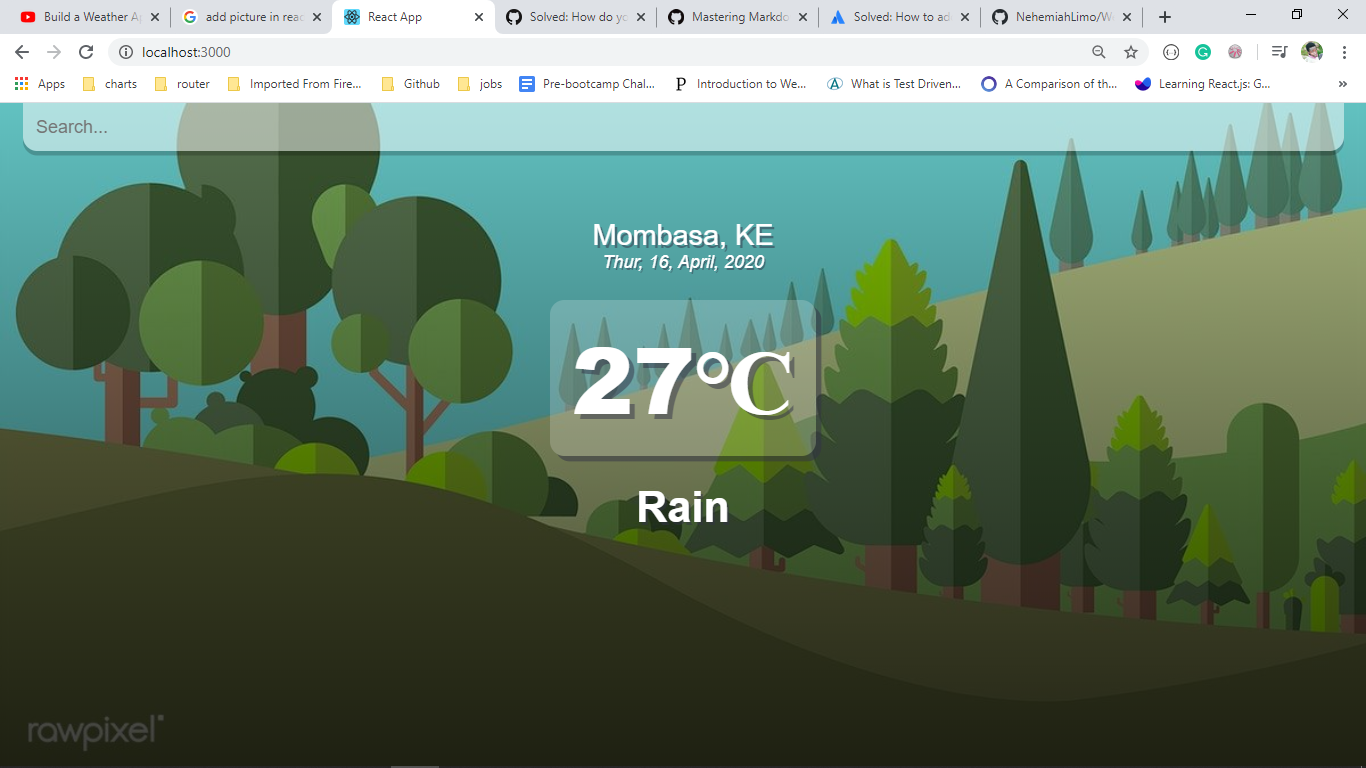 Build a Weather A
add picture in reac
React App
Solved: How do yo
Mastering Markdo
Solved: How to ad
NehemiahLimo/W
localhost:3000
Apps
charts
router
Imported From Fire...
Github
jobs
Pre-bootcamp Chal...
Introduction to We...
What is Test Driven...
A Comparison of th...
Learning React.js: G...
»
Search...
Mombasa, KE
Thur, 16, April, 2020
27°C
Rain
rawpixel